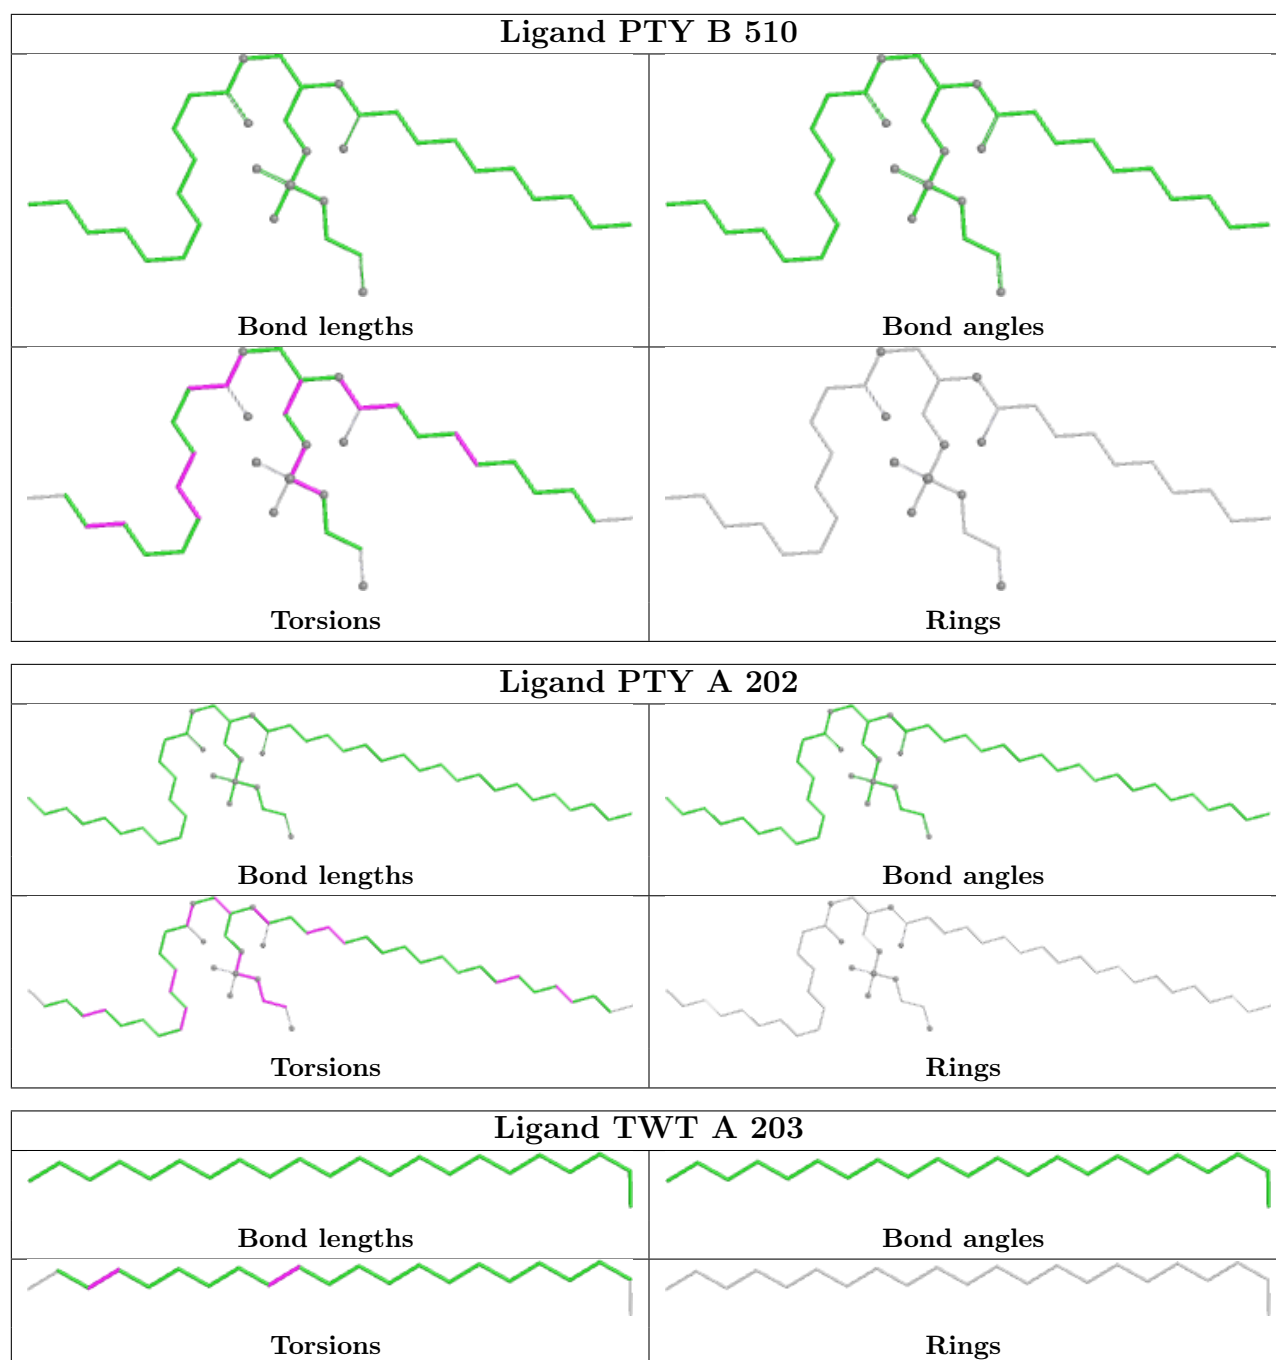 Ligand PTY B 510
Bond lengths
Bond angles
Torsions
Rings
Ligand PTY A 202
Bond lengths
Bond angles
Torsions
Rings
Ligand TWT A 203
Bond lengths
Bond angles
Torsions
Rings